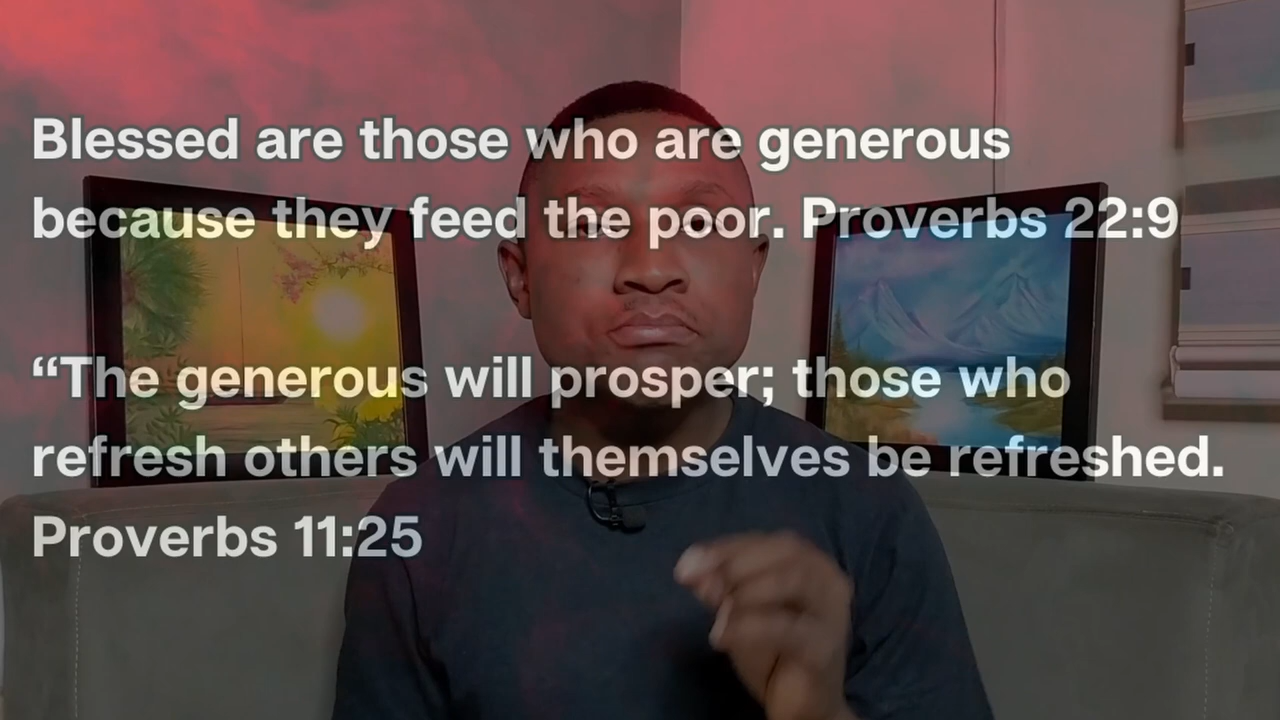 Blessed are those who are generous
because they feed the poor. Proverbs 22:9
“The generous will prosper; those who
refresh others will themselves be refreshed.
Proverbs 11:25